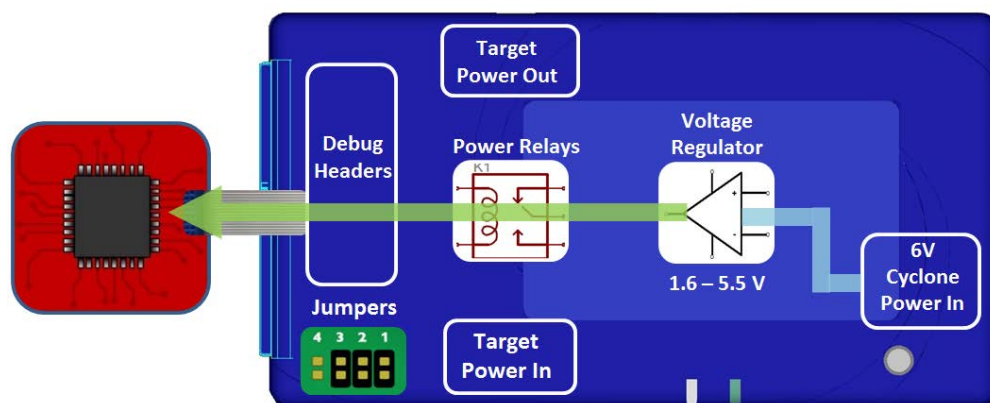 Target
Power Out
Voltage
Regulator
Debug
Headers
Power Relays
K1
+
-
6V
Cyclone
Power In
1.6 – 5.5 V
Jumpers
4 3 2 1
Target
Power In